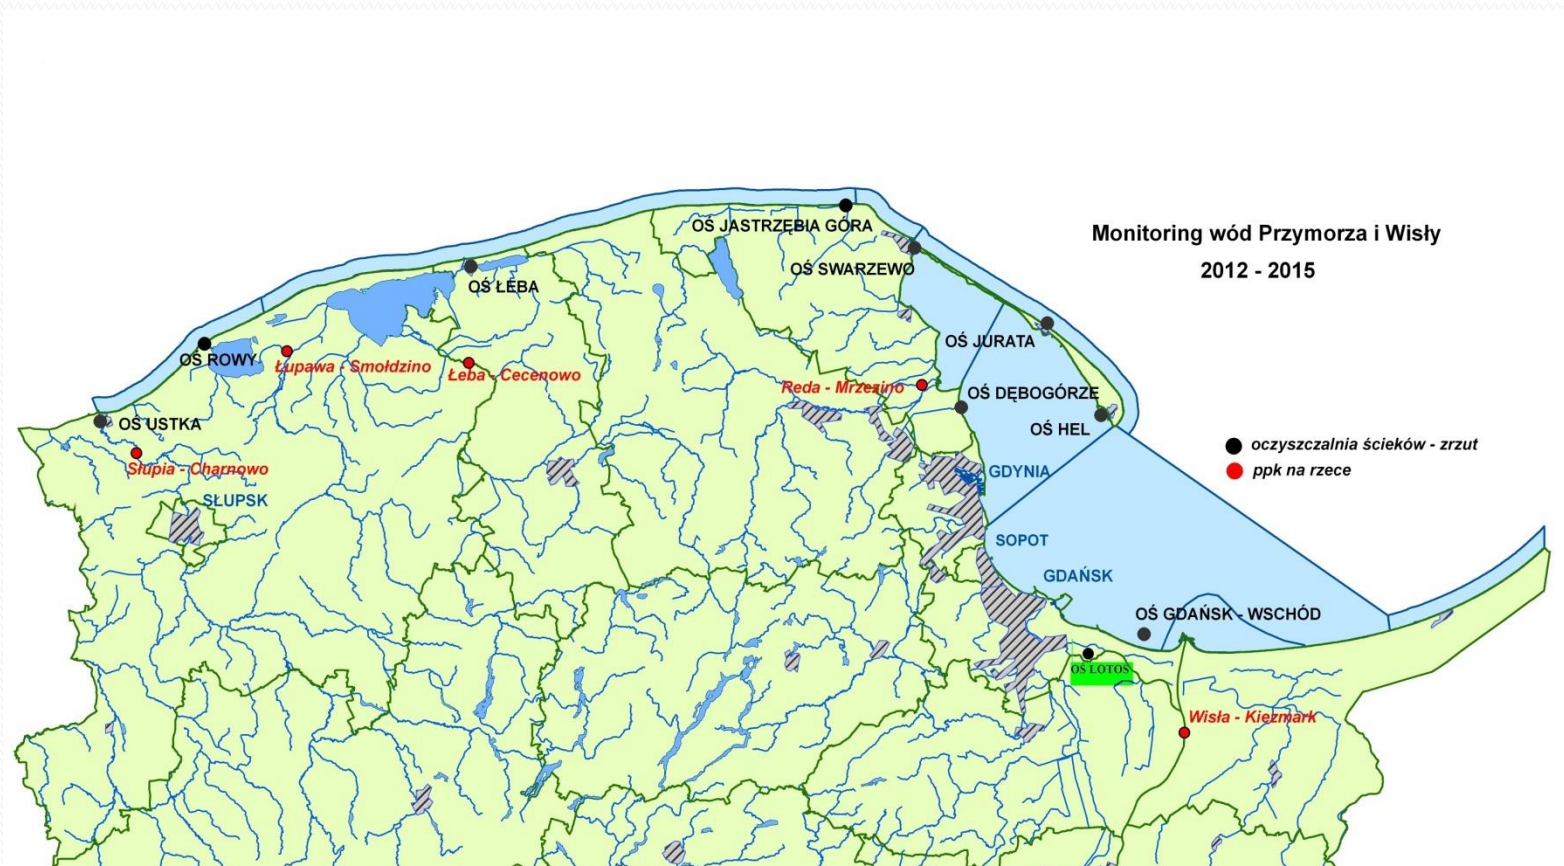 Monitoring wód Przymorza i Wisły
2012 - 2015
OŚ JASTRZĘBIA GÓRA
OŚ SWARZEWO
OŚ ŁEBA
OŚ JURATA
OŚ ROWY
Łupawa - Smołdzino
Łeba - Cecenowo
Reda - Mrzezino
OŚ DĘBOGÓRZE
OŚ USTKA
OŚ HEL
oczyszczalnia ścieków - zrzut
ppk na rzece
Słupia - Charnowo
GDYNIA
SŁUPSK
SOPOT
GDAŃSK
OŚ GDAŃSK - WSCHÓD
OŚ LOTOS
Wisła - Kiezmark